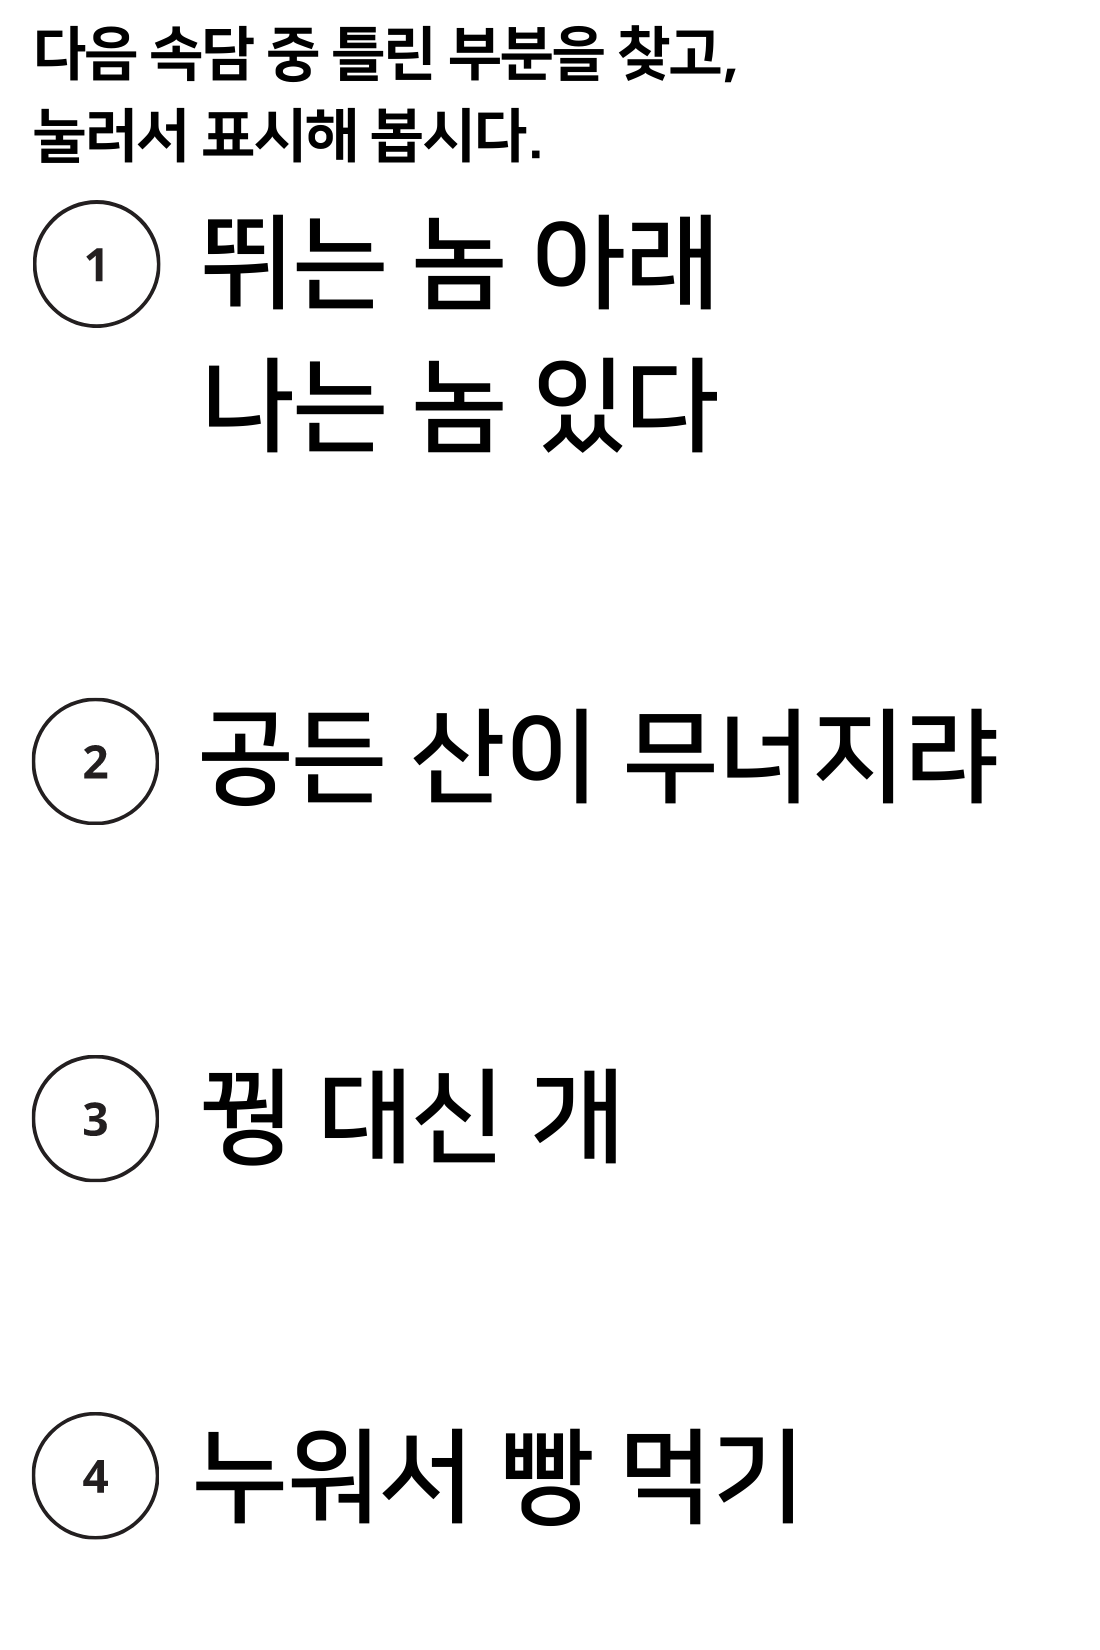 다음 속담 중 틀린 부분을 찾고,
눌러서 표시해 봅시다.
1 뛰는 놈 아래
나는 놈 있다
2 공든 산이 무너지랴
3 꿩 대신 개
4 누워서 빵 먹기